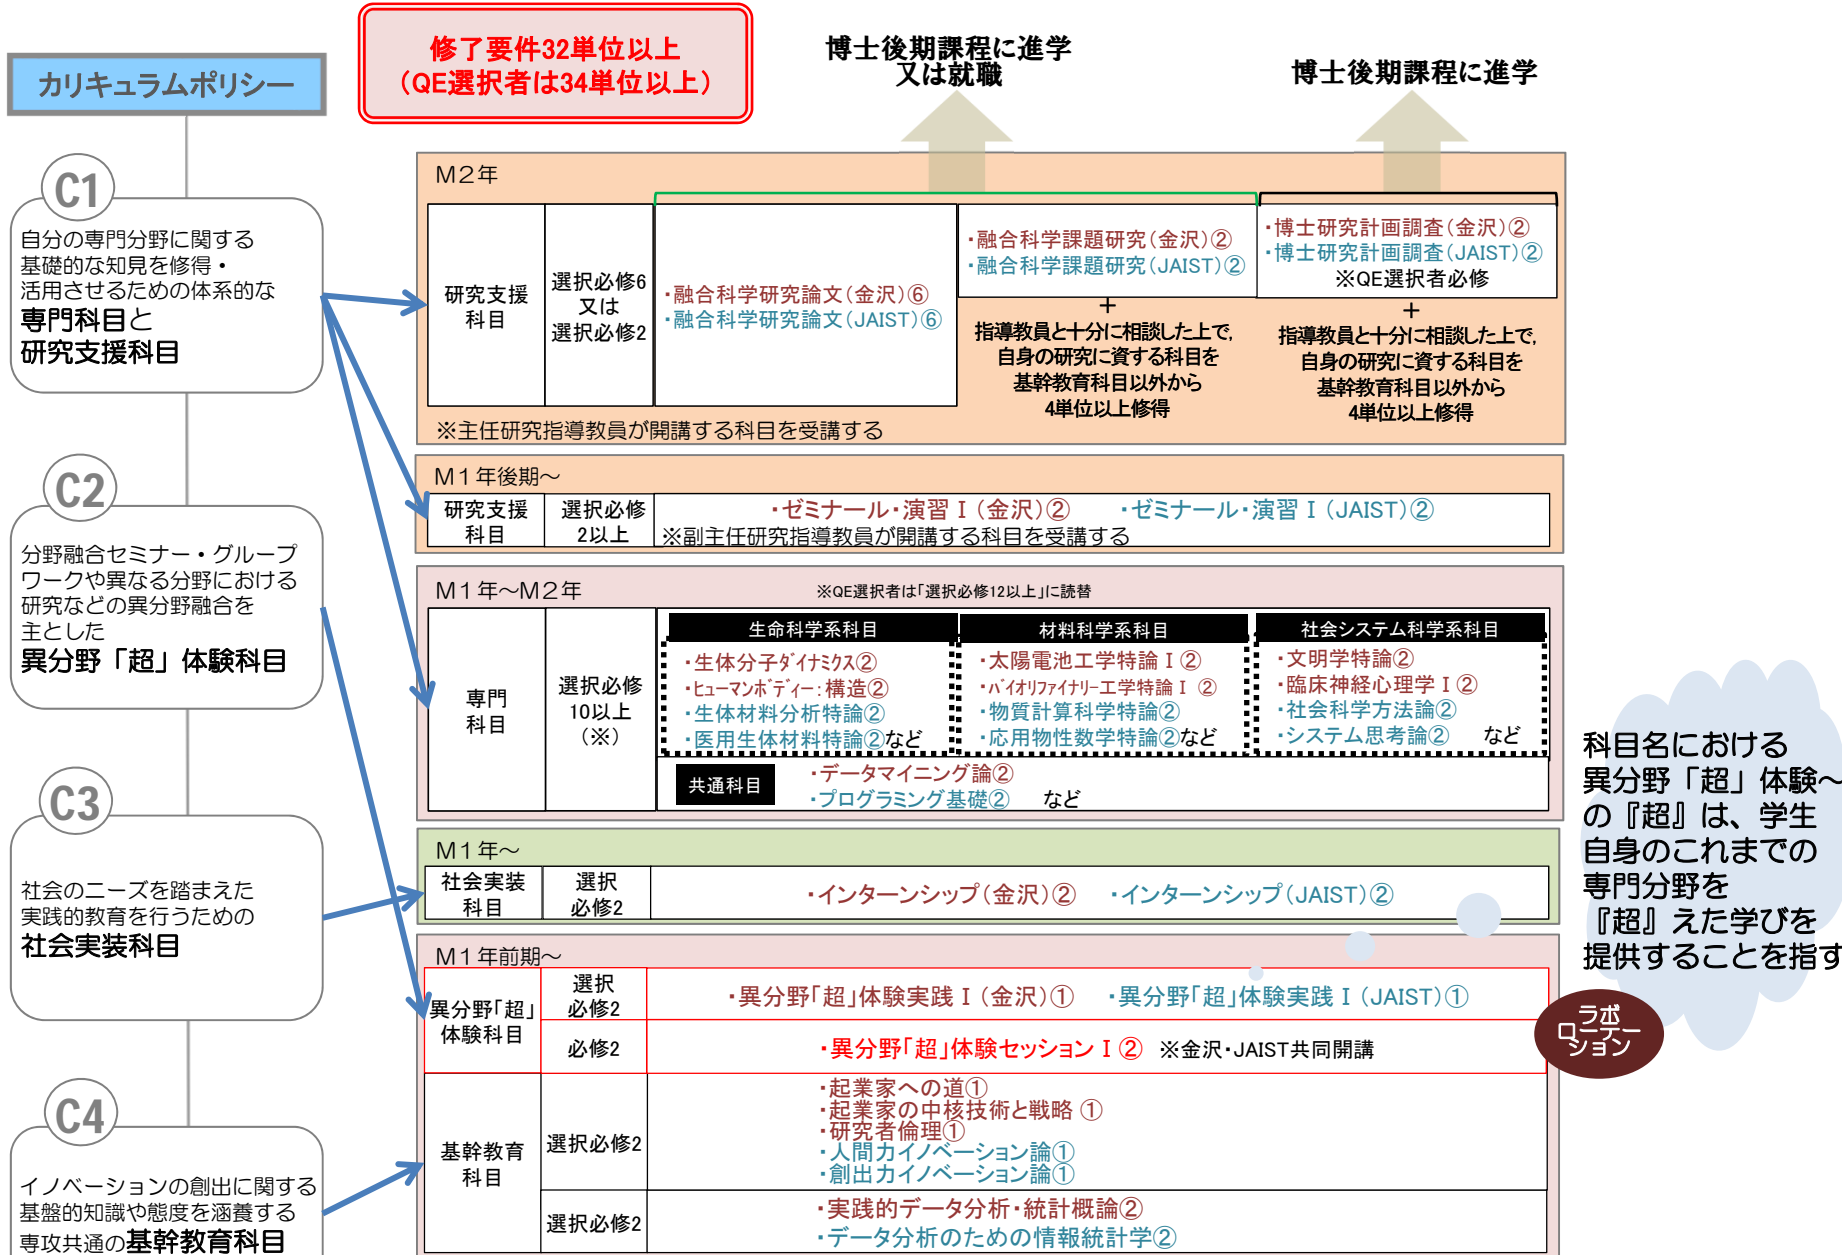 修了要件32単位以上
（QE選択者は34単位以上）
博士後期課程に進学
又は就職
博士後期課程に進学
カリキュラムポリシー
C1
自分の専門分野に関する
基礎的な知見を修得・
活用させるための体系的な
専門科目と
研究支援科目
C2
分野融合セミナー・グループ
ワークや異なる分野における
研究などの異分野融合を
主とした
異分野「超」体験科目
C3
社会のニーズを踏まえた
実践的教育を行うための
社会実装科目
C4
イノベーションの創出に関する
基盤的知識や態度を涵養する
専攻共通の基幹教育科目
M２年
研究支援
科目
選択必修6
又は
選択必修2
・融合科学研究論文（金沢）⑥
・融合科学研究論文（JAIST）⑥
・融合科学課題研究（金沢）②
・融合科学課題研究（JAIST）②
＋
指導教員と十分に相談した上で，
自身の研究に資する科目を
基幹教育科目以外から
4単位以上修得
・博士研究計画調査（金沢）②
・博士研究計画調査（JAIST）②
※QE選択者必修
＋
指導教員と十分に相談した上で，
自身の研究に資する科目を
基幹教育科目以外から
4単位以上修得
※主任研究指導教員が開講する科目を受講する
M１年後期～
研究支援
科目
選択必修
2以上
・ゼミナール・演習Ⅰ（金沢）② ・ゼミナール・演習Ⅰ（JAIST）②
※副主任研究指導教員が開講する科目を受講する
M１年～M２年
※QE選択者は「選択必修12以上」に読替
専門
科目
選択必修
10以上
（※）
生命科学系科目
・生体分子ダイナミクス②
・ヒューマンボディー：構造②
・生体材料分析特論②
・医用生体材料特論②など
材料科学系科目
・太陽電池工学特論Ⅰ②
・バイオリファイナリー工学特論Ⅰ ②
・物質計算科学特論②
・応用物性数学特論②など
社会システム科学系科目
・文明学特論②
・臨床神経心理学Ⅰ②
・社会科学方法論②
・システム思考論② など
共通科目
・データマイニング論②
・プログラミング基礎② など
M１年～
社会実装
科目
選択
必修2
・インターンシップ（金沢）② ・インターンシップ（JAIST）②
M１年前期～
異分野「超」
体験科目
選択
必修2
・異分野「超」体験実践Ⅰ（金沢）① ・異分野「超」体験実践Ⅰ（JAIST）①
必修2
・異分野「超」体験セッションⅠ② ※金沢・JAIST共同開講
基幹教育
科目
選択必修2
・起業家への道①
・起業家の中核技術と戦略 ①
・研究者倫理①
・人間力イノベーション論①
・創出力イノベーション論①
選択必修2
・実践的データ分析・統計概論②
・データ分析のための情報統計学②
科目名における
異分野「超」体験～
の『超』は、学生
自身のこれまでの
専門分野を
『超』えた学びを
提供することを指す
ラボ
ローテー
ション